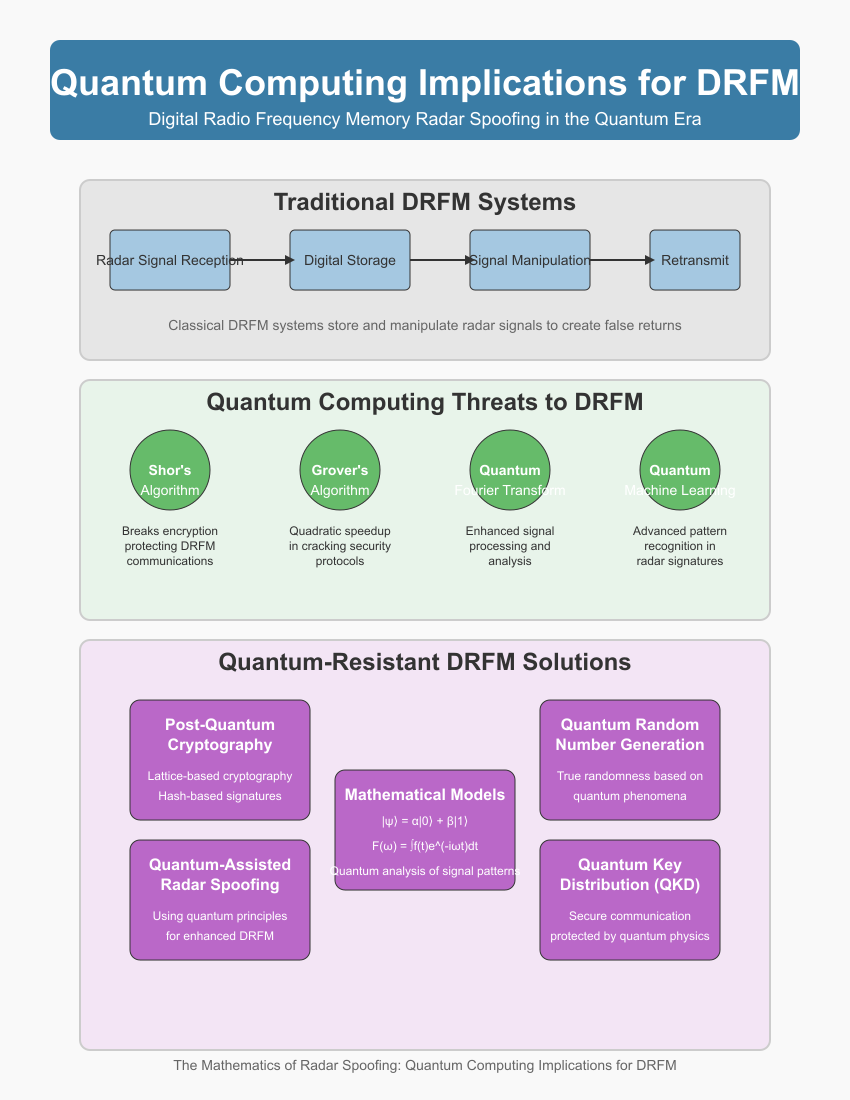 Quantum Computing Implications for DRFM
Digital Radio Frequency Memory Radar Spoofing in the Quantum Era
Traditional DRFM Systems
Radar Signal Reception
Digital Storage
Signal Manipulation
Retransmit
Classical DRFM systems store and manipulate radar signals to create false returns
Quantum Computing Threats to DRFM
Shor's
Algorithm
Breaks encryption
protecting DRFM
communications
Grover's
Algorithm
Quadratic speedup
in cracking security
protocols
Quantum
Fourier Transform
Enhanced signal
processing and
analysis
Quantum
Machine Learning
Advanced pattern
recognition in
radar signatures
Quantum-Resistant DRFM Solutions
Post-Quantum
Cryptography
Lattice-based cryptography
Hash-based signatures
Quantum Random
Number Generation
True randomness based on
quantum phenomena
Mathematical Models
|ψ⟩ = α|0⟩ + β|1⟩
F(ω) = ∫f(t)e^(-iωt)dt
Quantum analysis of signal patterns
Quantum-Assisted
Radar Spoofing
Using quantum principles
for enhanced DRFM
Quantum Key
Distribution (QKD)
Secure communication
protected by quantum physics
The Mathematics of Radar Spoofing: Quantum Computing Implications for DRFM